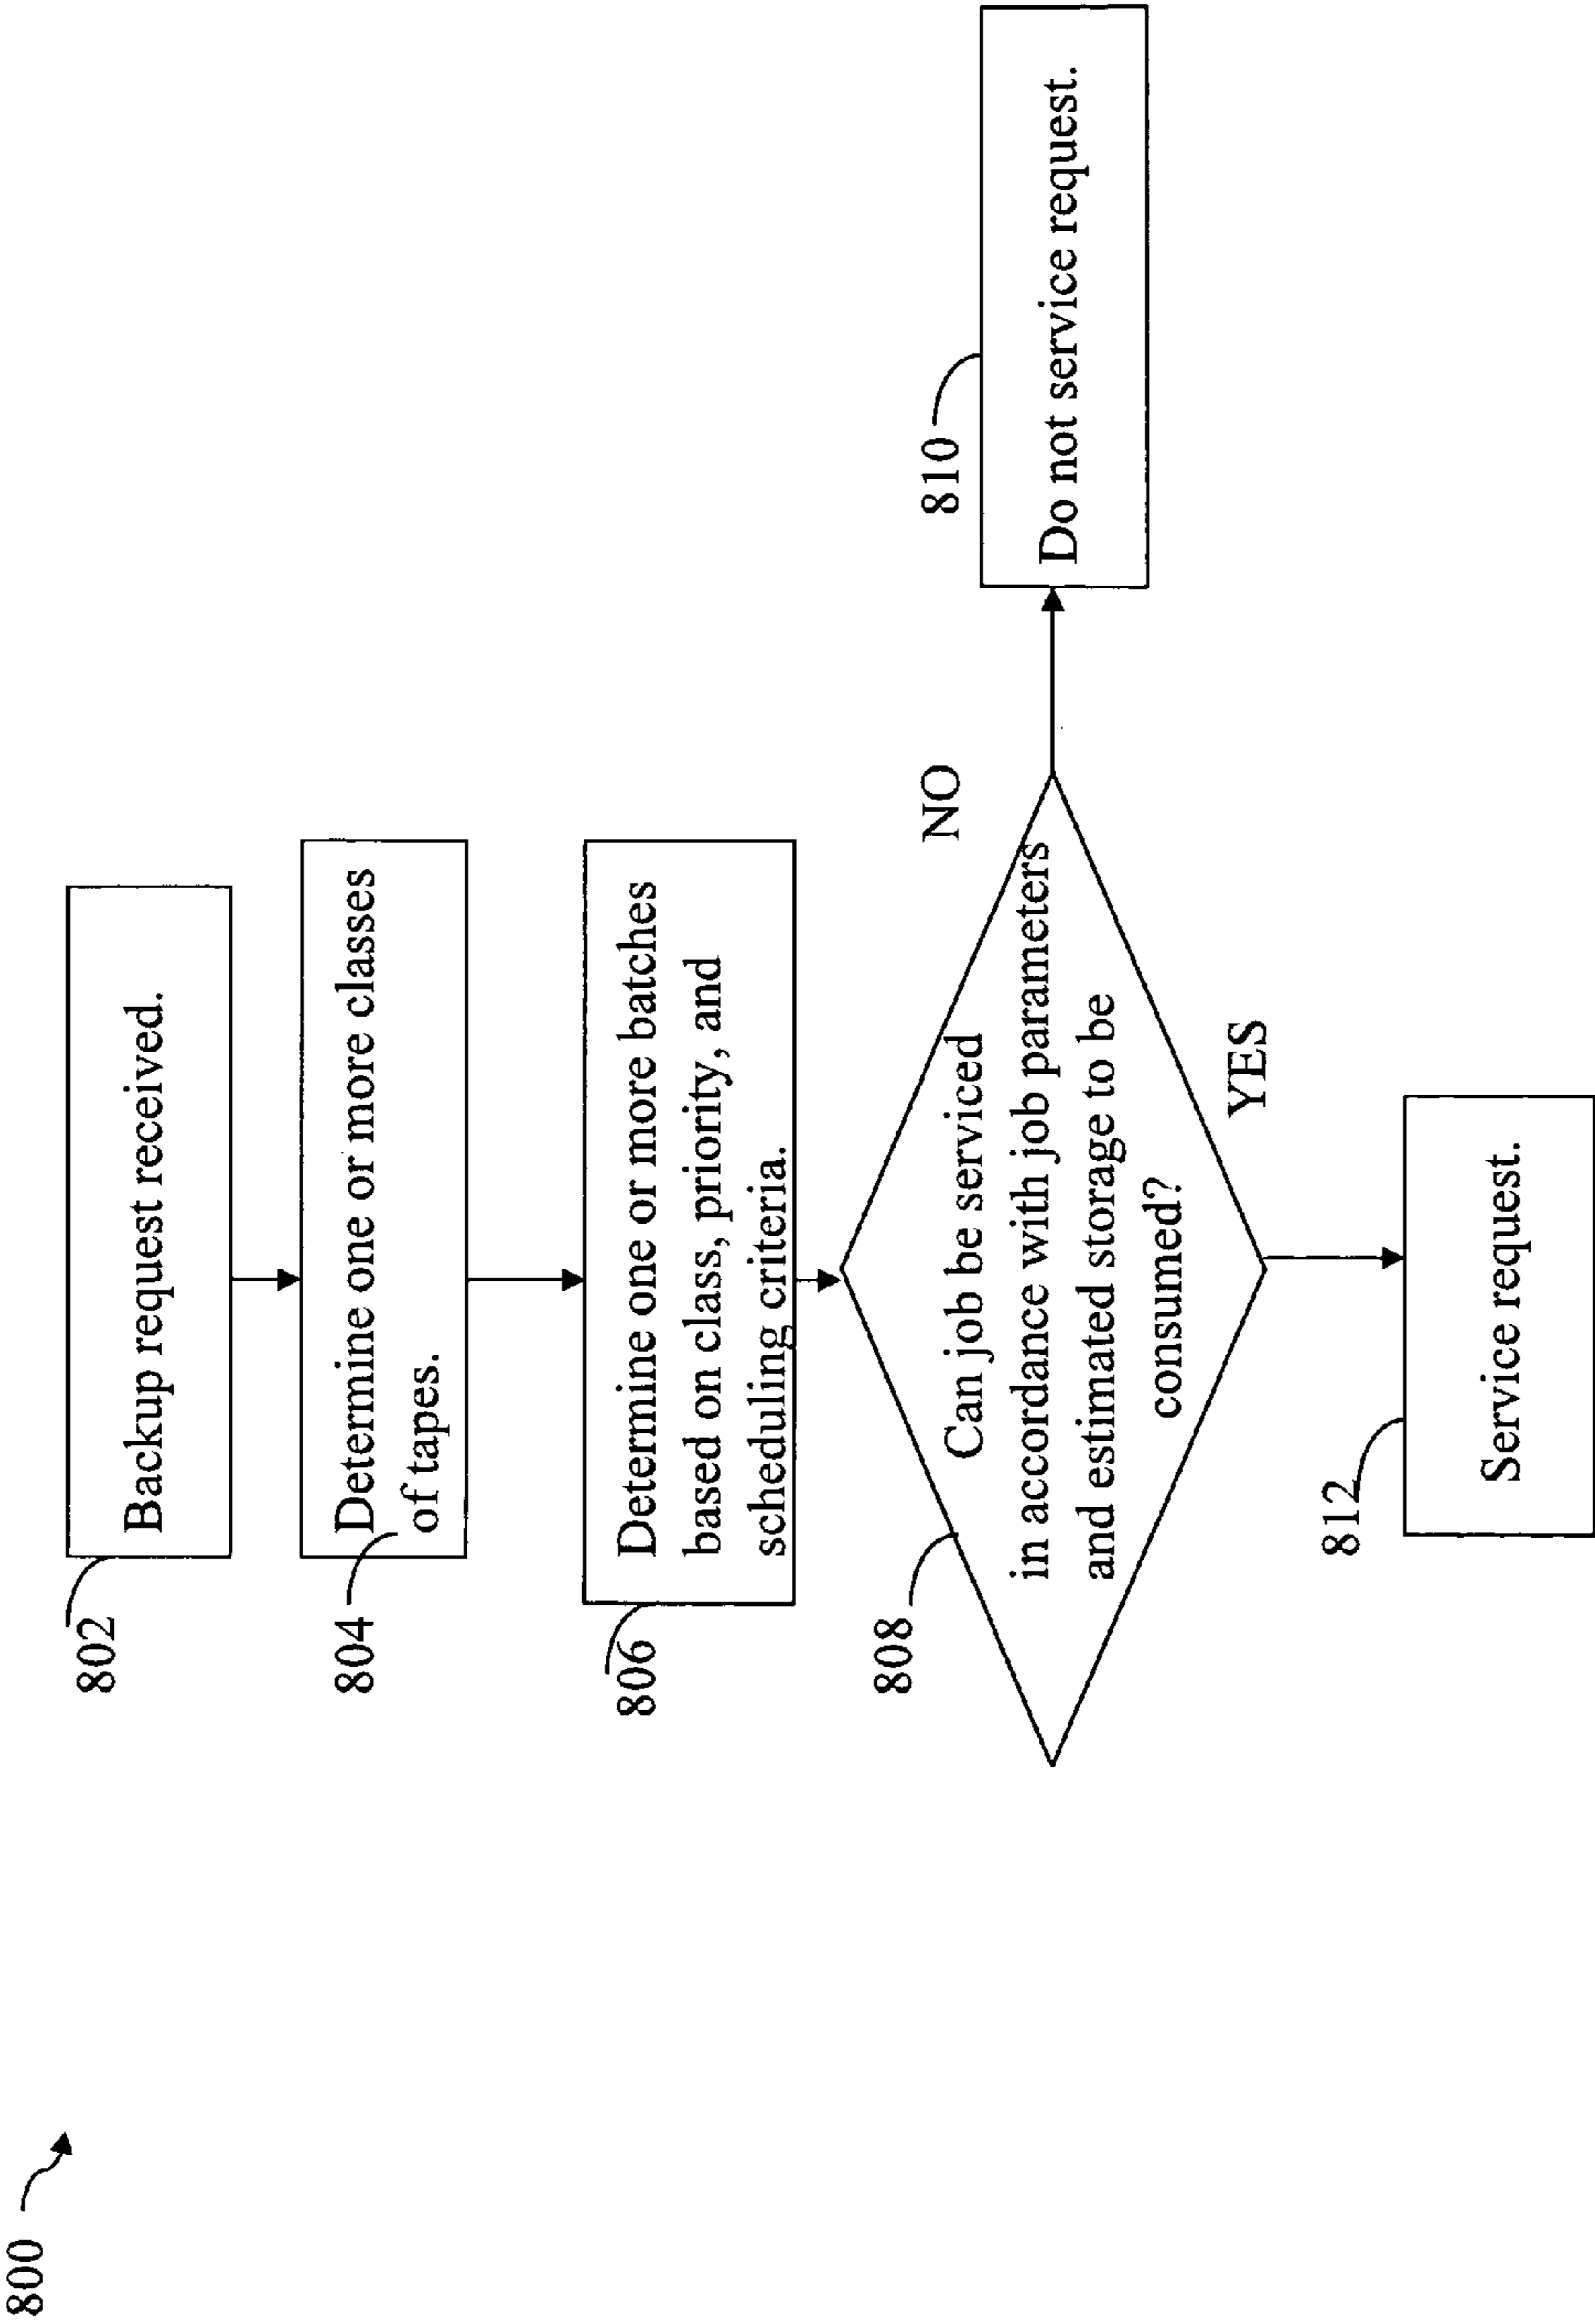 800
802
Backup request received.
804
Determine one or more classes
of tapes.
806
Determine one or more batches
based on class, priority, and
scheduling criteria.
808
Can job be serviced
in accordance with job parameters
and estimated storage to be
consumed?
NO
810
Do not service request.
YES
812
Service request.